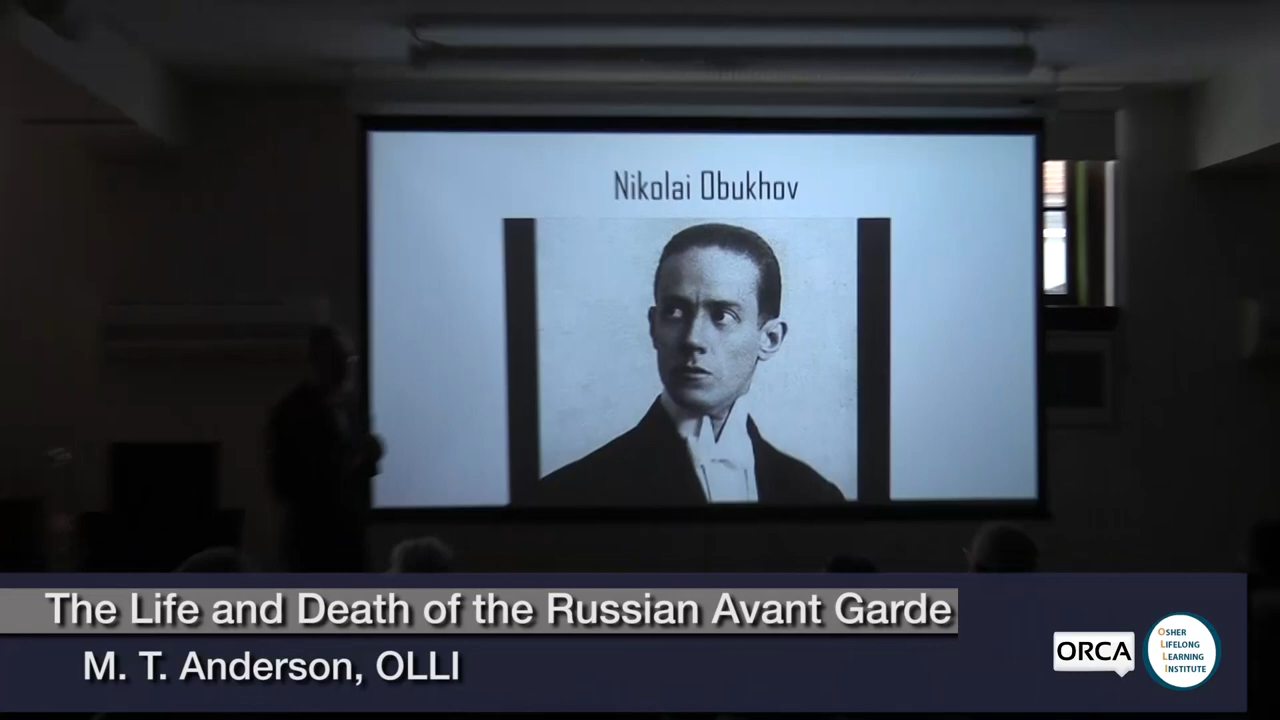 Nikolai Obukhov
The Life and Death of the Russian Avant Garde
M. T. Anderson, OLLI
ORCA
OSHER
LIFELONG
LEARNING
INSTITUTE